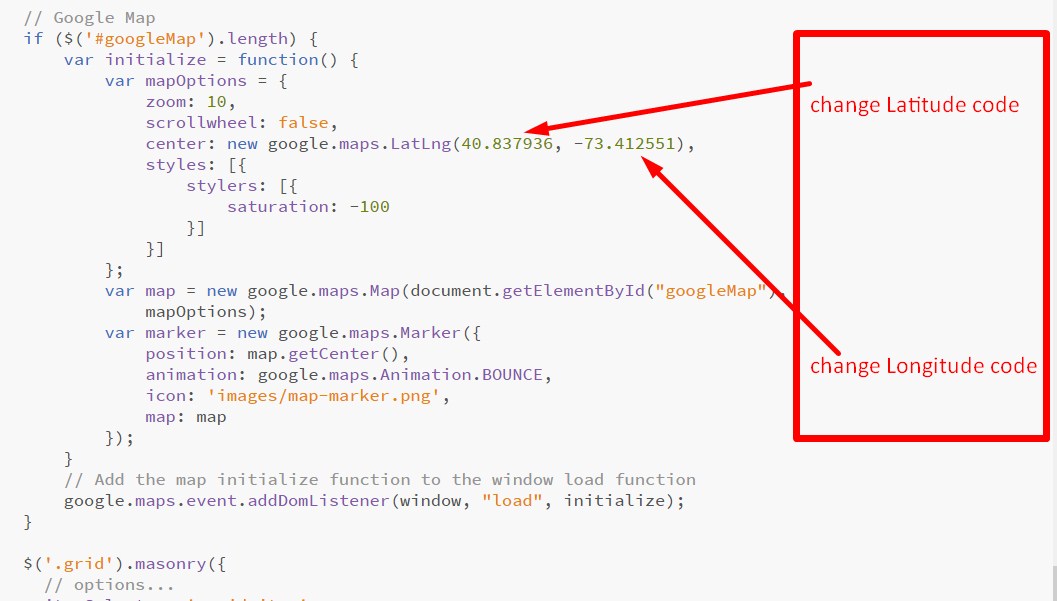 // Google Map
if ($('#googleMap').length) {
var initialize = function() {
var mapOptions = {
zoom: 10,
scrollwheel: false,
change Latitude code
center: new google.maps.LatLng(40.837936, -73.412551),
styles: [{
stylers: [{
saturation: -100
}]
}]
};
var map = new google.maps.Map(document.getElementById("googleMap"),
mapOptions);
var marker = new google.maps.Marker({
position: map.getCenter(),
change Longitude code
animation: google.maps.Animation.BOUNCE,
icon: 'images/map-marker.png',
map: map
});
}
// Add the map initialize function to the window load function
google.maps.event.addDomListener(window, "load", initialize);
}
$('.grid').masonry({
// options...